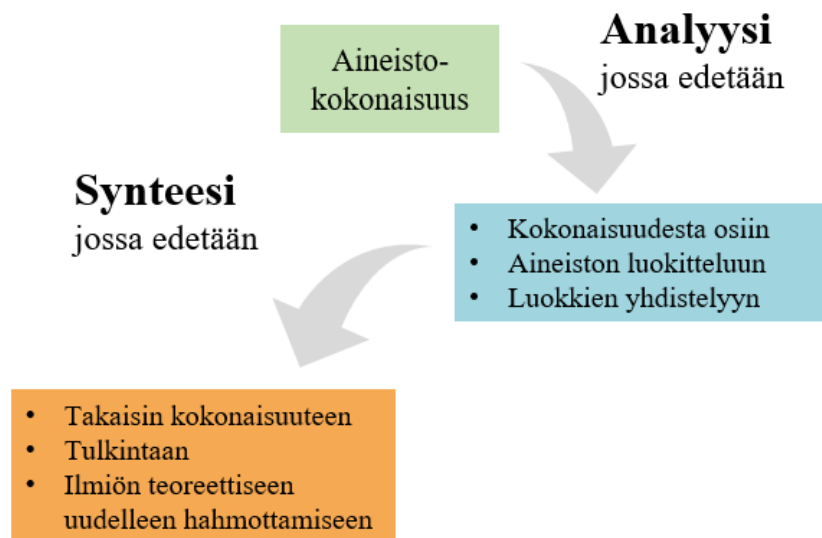 Aineisto-
kokonaisuus
Analyysi
jossa edetään
• Kokonaisuudesta osiin
• Aineiston luokitteluun
• Luokkien yhdistelyyn
Synteesi
jossa edetään
• Takaisin kokonaisuuteen
• Tulkintaan
• Ilmiön teoreettiseen
uudelleen hahmottamiseen